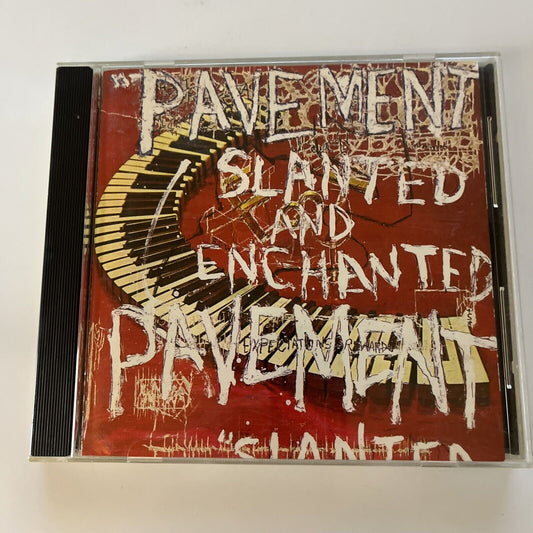 "PAVEMENT
SLANTED
AND
ENCHANTED
PAVEMENT
EXPECTATIONS
"SLANTED